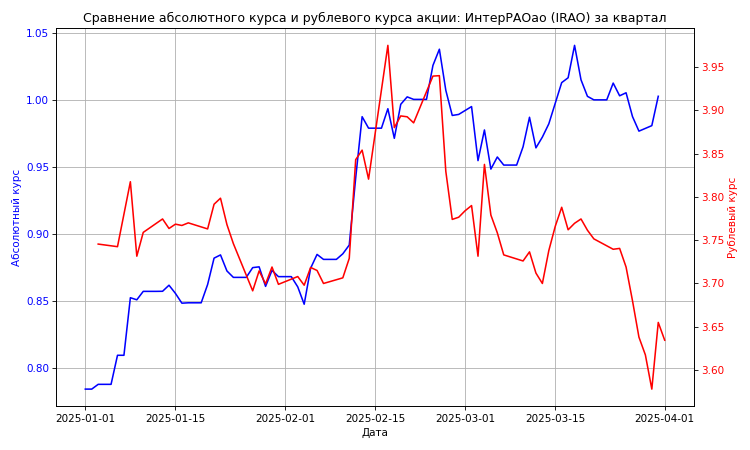 Сравнение абсолютного курса и рублевого курса акции: ИнтерРАОао (IRAO) за квартал
1.05
1.00
0.95
0.90
0.85
0.80
Абсолютный курс
3.95
3.90
3.85
3.80
3.75
3.70
3.65
3.60
Рублевый курс
2025-01-01 2025-01-15 2025-02-01 2025-02-15 2025-03-01 2025-03-15 2025-04-01
Дата